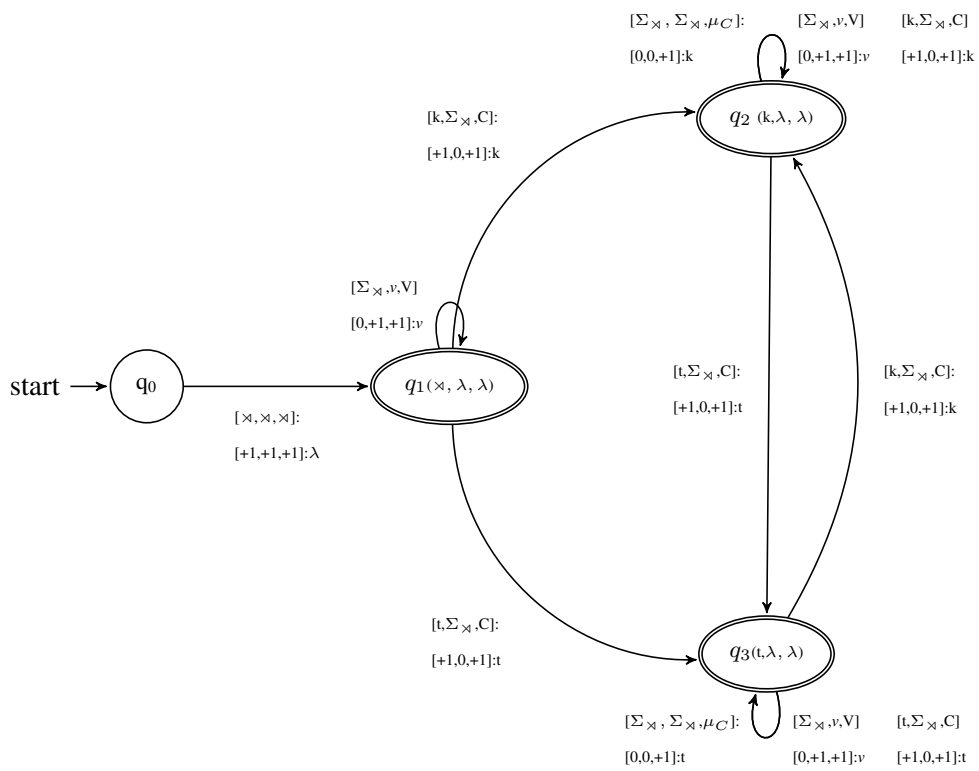 [Σ⋊, Σ⋊,μC]: [Σ⋊,v,V] [k,Σ⋊,C]
[0,0,+1]:k [0,+1,+1]:v [+1,0,+1]:k
q2 (k,λ, λ)
[k,Σ⋊,C]:
[+1,0,+1]:k
[Σ⋊,v,V]
[0,+1,+1]:v
start
q0
q1(⋊, λ, λ)
[⋊,⋊,⋊]:
[+1,+1,+1]:λ
[t,Σ⋊,C]:
[+1,0,+1]:t
[k,Σ⋊,C]:
[+1,0,+1]:k
[t,Σ⋊,C]:
[+1,0,+1]:t
q3(t,λ, λ)
[Σ⋊, Σ⋊,μC]: [Σ⋊,v,V] [t,Σ⋊,C]
[0,0,+1]:t [0,+1,+1]:v [+1,0,+1]:t